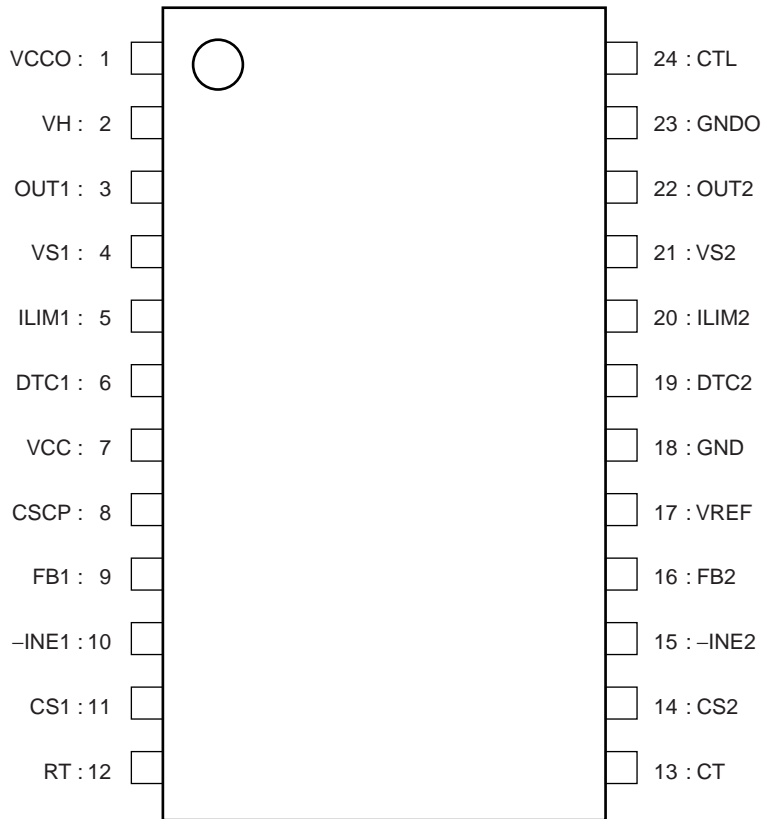 VCCO : 1
24 : CTL
VH : 2
23 : GNDO
OUT1 : 3
22 : OUT2
VS1 : 4
21 : VS2
ILIM1 : 5
20 : ILIM2
DTC1 : 6
19 : DTC2
VCC : 7
18 : GND
CSCP : 8
17 : VREF
FB1 : 9
16 : FB2
−INE1 : 10
15 : −INE2
CS1 : 11
14 : CS2
RT : 12
13 : CT